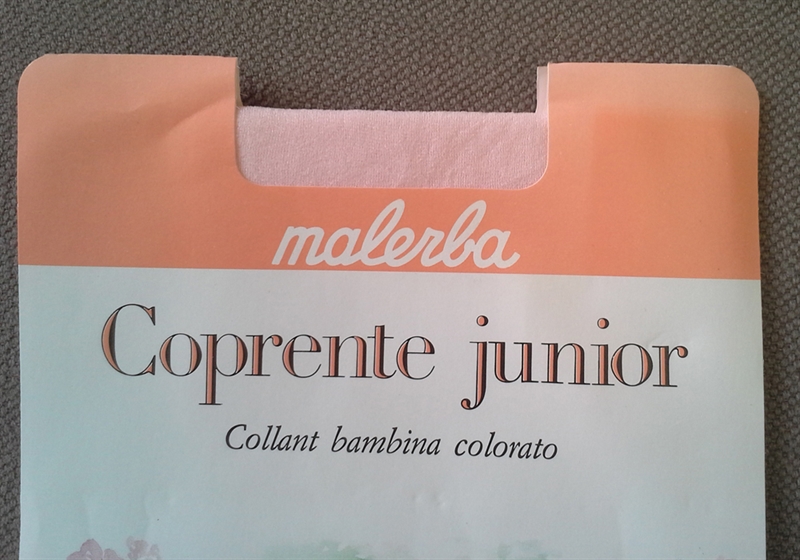 malerba
Coprente junior
Collant bambina colorato